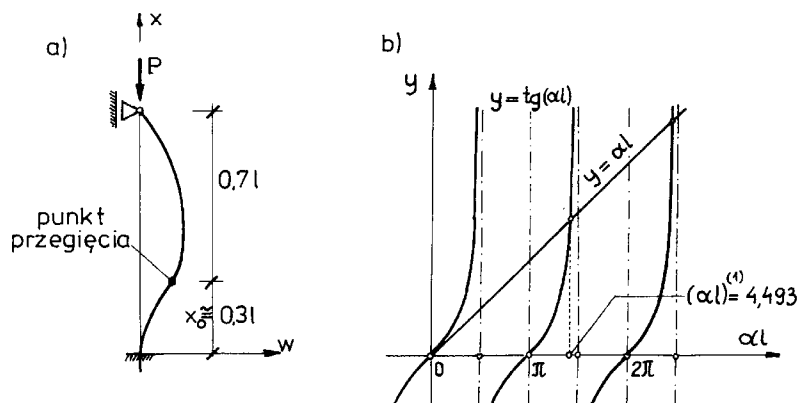 a)
x
P
0,7l
punkt
przegięcia
x₀≅0,3l
w
b)
y
y=tg(αl)
y=αl
(αl)⁽¹⁾=4,493
0
π
2π
αl